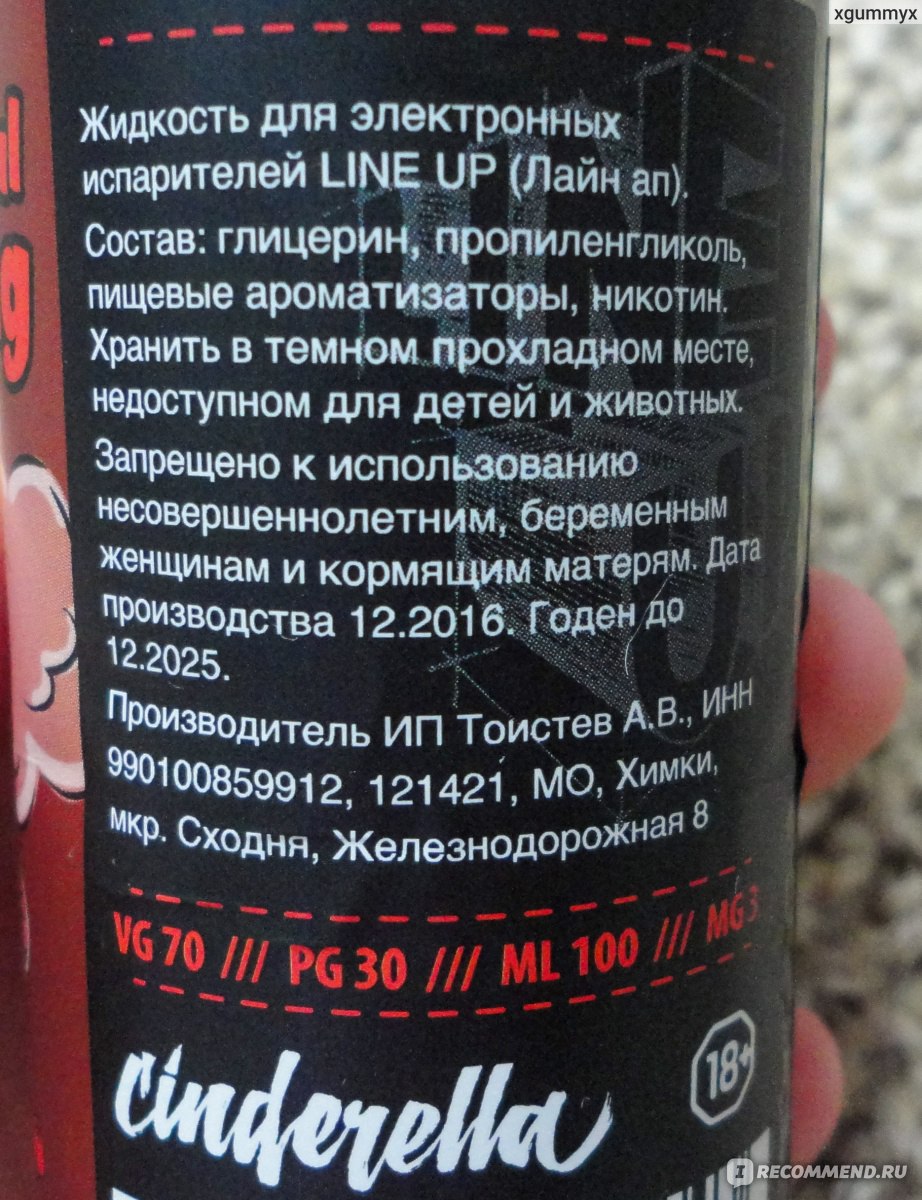 xgummyx
Жидкость для электронных
испарителей LINE UP (Лайн ап).
Состав: глицерин, пропиленгликоль,
пищевые ароматизаторы, никотин.
Хранить в темном прохладном месте,
недоступном для детей и животных.
Запрещено к использованию
несовершеннолетним, беременным
женщинам и кормящим матерям. Дата
производства 12.2016. Годен до
12.2025.
Производитель ИП Тоистев А.В., ИНН
990100859912, 121421, МО, Химки,
мкр. Сходня, Железнодорожная 8
VG 70 /// PG 30 /// ML 100 /// MG 3
cinderella
18+
RECOMMEND.RU